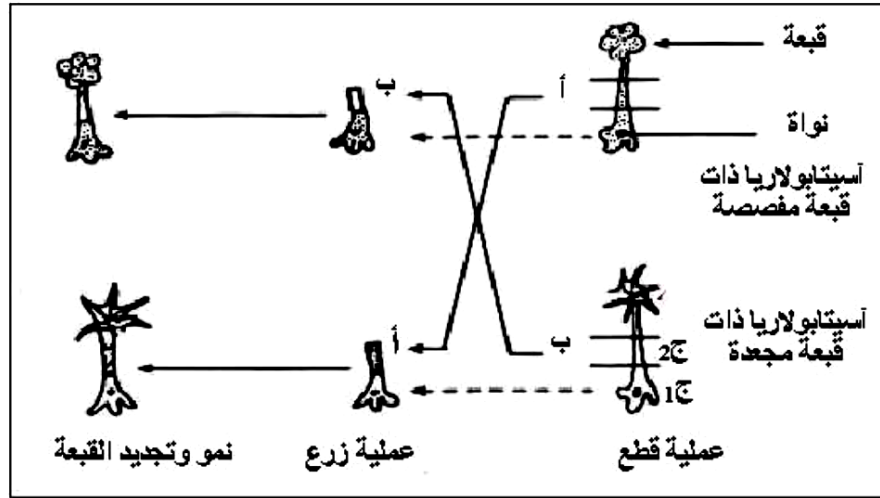 قبعة
أ
ب
نواة
آسيتابولاريا ذات
قبعة مفصصة
آسيتابولاريا ذات
قبعة مجعدة
ج2
ب
أ
ج1
عملية قطع
عملية زرع
نمو وتجديد القبعة